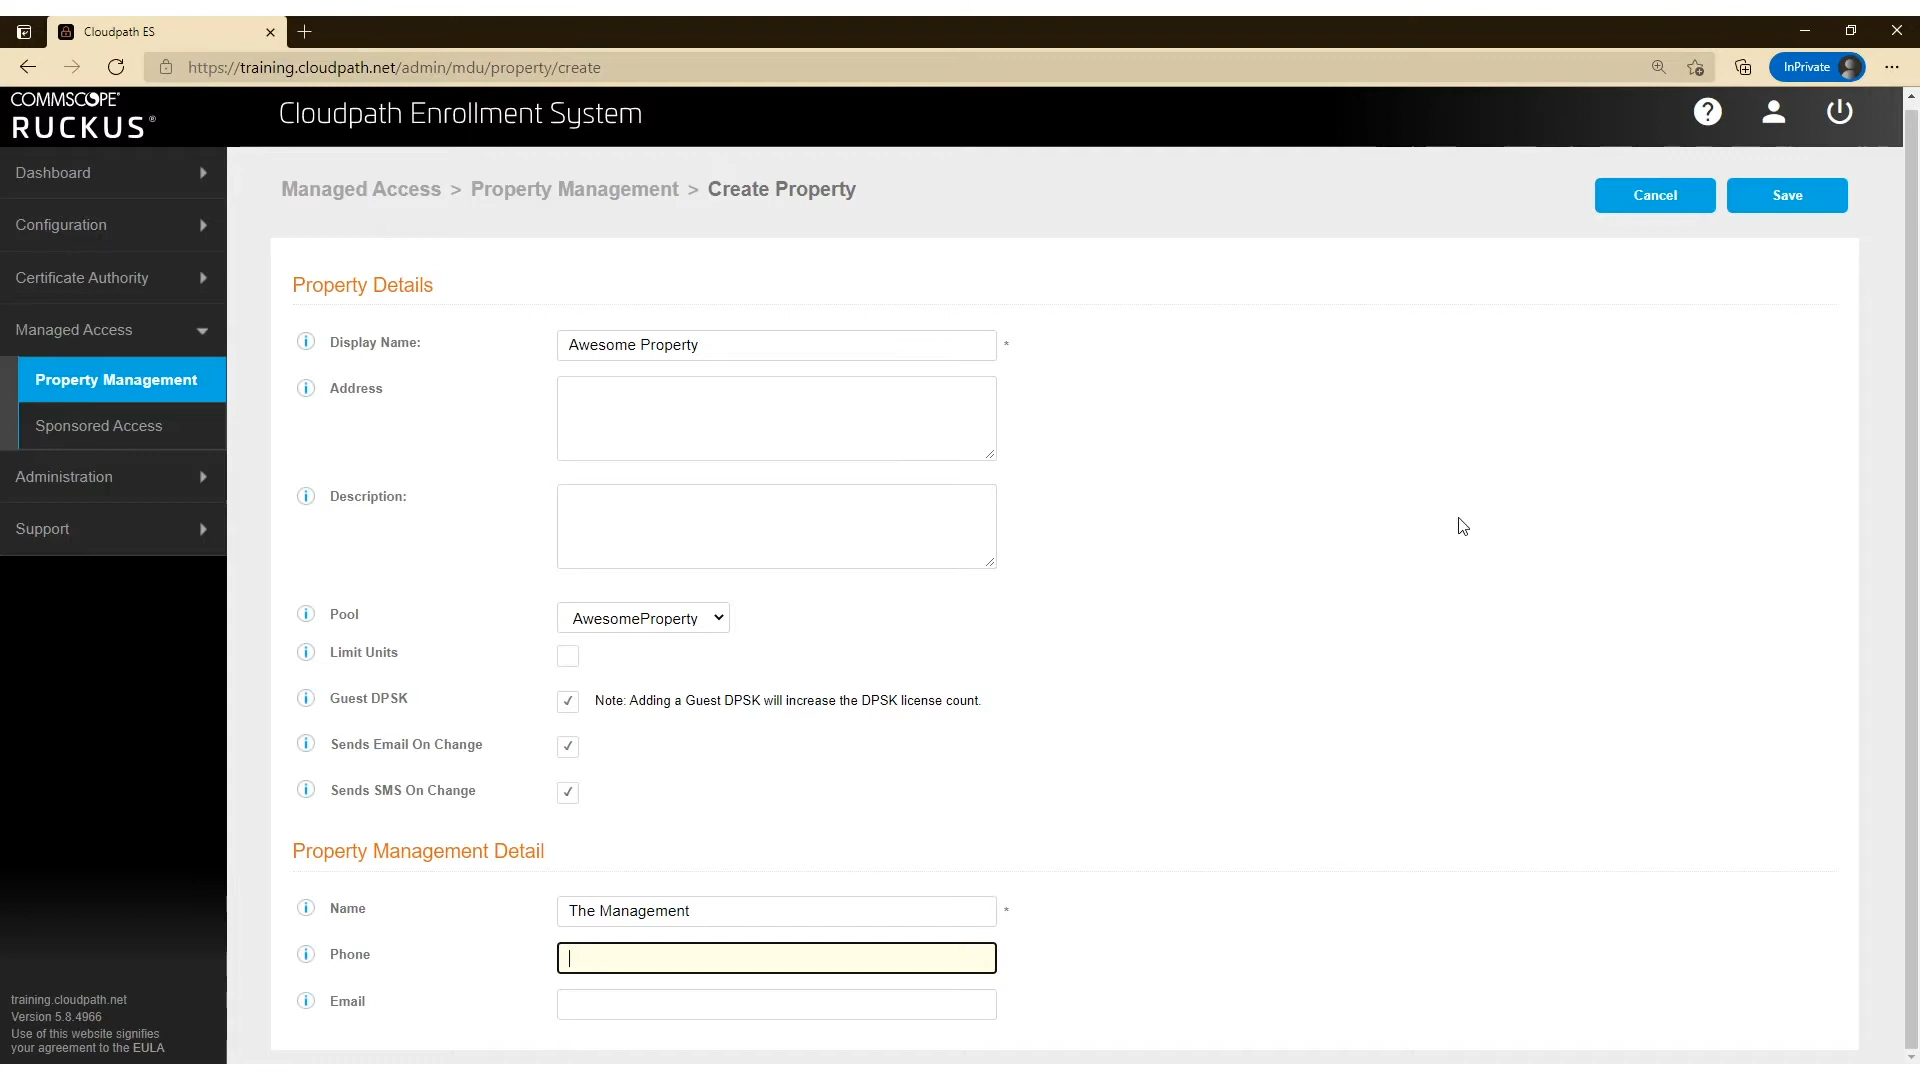 Cloudpath ES
https://training.cloudpath.net/admin/mdu/property/create
InPrivate
COMMSCOPE®
RUCKUS®
Cloudpath Enrollment System
?
Dashboard
Configuration
Certificate Authority
Managed Access
Property Management
Sponsored Access
Administration
Support
training.cloudpath.net
Version 5.8.4966
Use of this website signifies
your agreement to the EULA
Managed Access > Property Management > Create Property
Cancel
Save
Property Details
i Display Name: Awesome Property *
i Address
i Description:
i Pool AwesomeProperty
i Limit Units
i Guest DPSK ✓ Note: Adding a Guest DPSK will increase the DPSK license count.
i Sends Email On Change ✓
i Sends SMS On Change ✓
Property Management Detail
i Name The Management *
i Phone
i Email